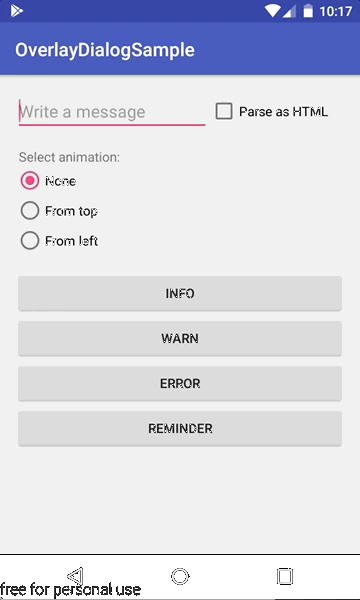 10:17
OverlayDialogSample
Write a message
Parse as HTML
Select animation:
None
From top
From left
INFO
WARN
ERROR
REMINDER
free for personal use